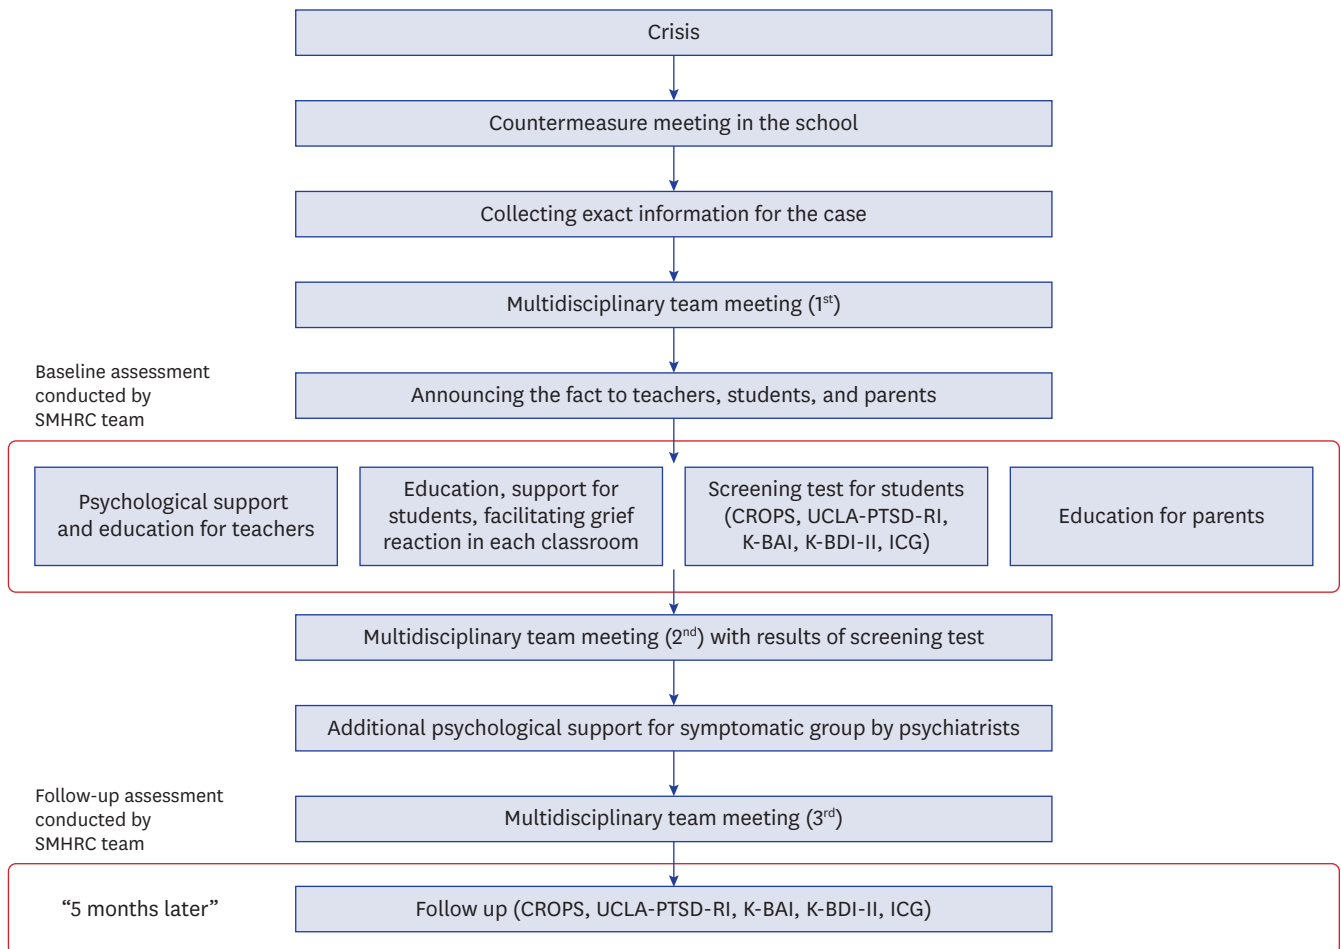 Crisis
Countermeasure meeting in the school
Collecting exact information for the case
Multidisciplinary team meeting (1st)
Baseline assessment
conducted by
SMHRC team
Announcing the fact to teachers, students, and parents
Psychological support
and education for teachers
Education, support for
students, facilitating grief
reaction in each classroom
Screening test for students
(CROPS, UCLA-PTSD-RI,
K-BAI, K-BDI-II, ICG)
Education for parents
Multidisciplinary team meeting (2nd) with results of screening test
Additional psychological support for symptomatic group by psychiatrists
Follow-up assessment
conducted by
SMHRC team
Multidisciplinary team meeting (3rd)
“5 months later”
Follow up (CROPS, UCLA-PTSD-RI, K-BAI, K-BDI-II, ICG)